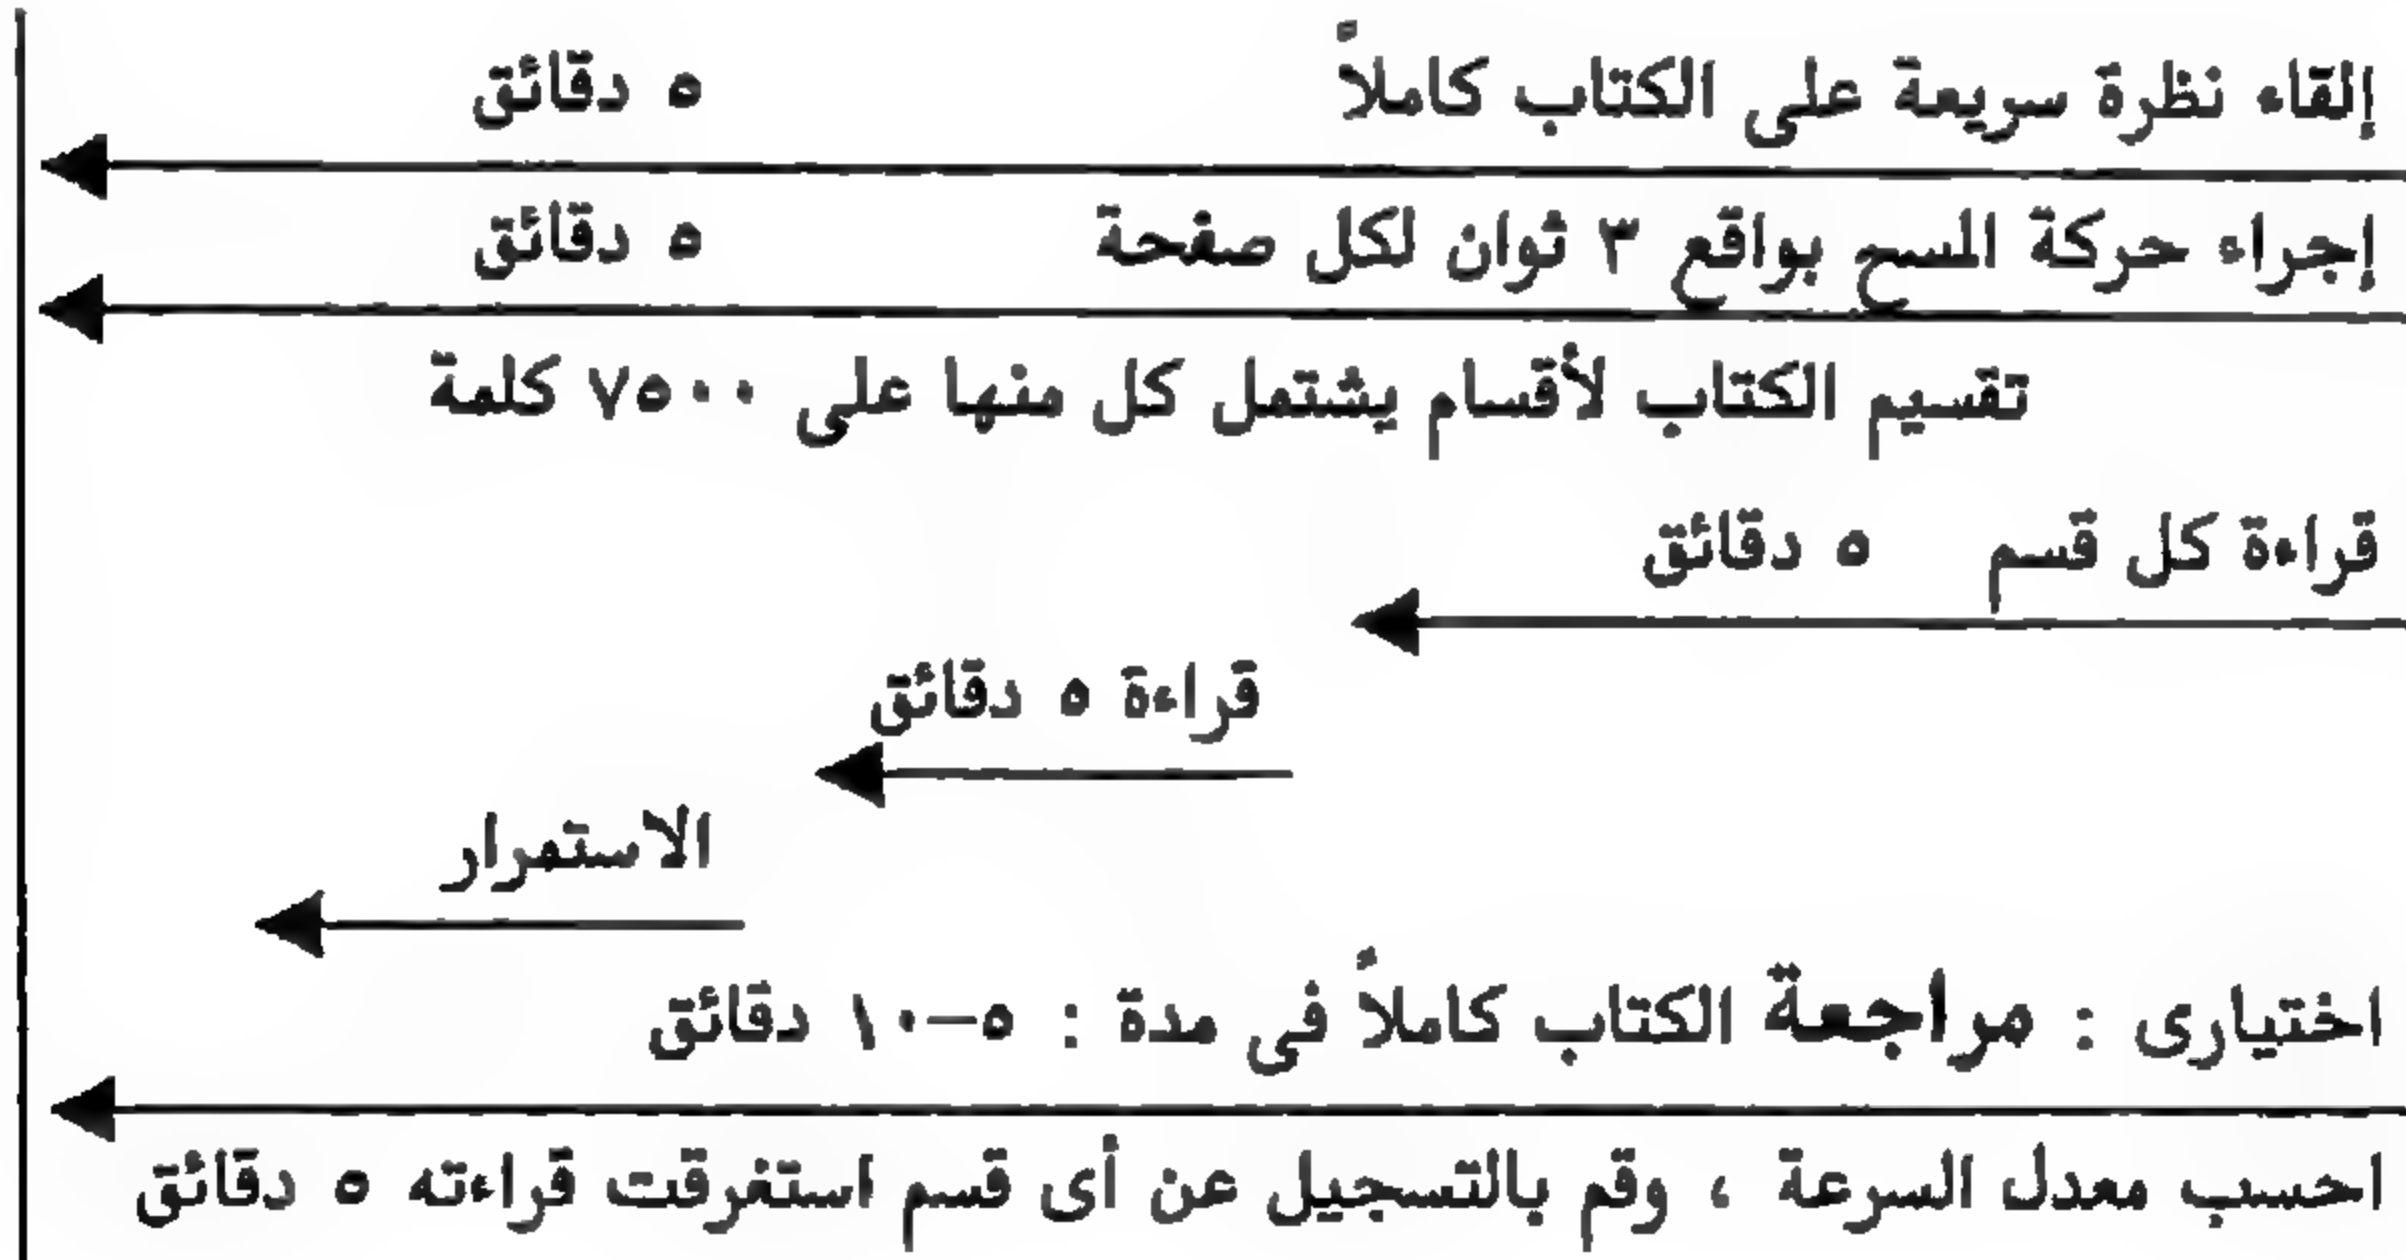 إلقاء نظرة سريعة على الكتاب كاملاً ٥ دقائق
إجراء حركة المسح بواقع ٣ ثوان لكل صفحة ٥ دقائق
تقسيم الكتاب لأقسام يشتمل كل منها على ٧٥٠٠ كلمة
قراءة كل قسم ٥ دقائق
قراءة ٥ دقائق
الاستمرار
اختيارى : مراجعة الكتاب كاملاً فى مدة : ٥-١٠ دقائق
احسب معدل السرعة ، وقم بالتسجيل عن أى قسم استغرقت قراءته ٥ دقائق